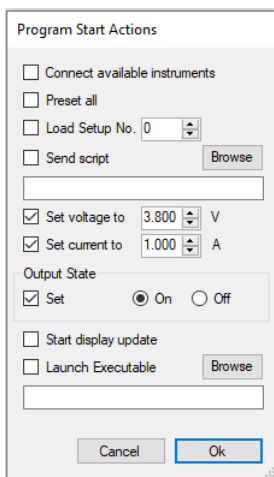 Program Start Actions
Connect available instruments
Preset all
Load Setup No. 0
Send script Browse
Set voltage to 3.800 V
Set current to 1.000 A
Output State
Set On Off
Start display update
Launch Executable Browse
Cancel Ok